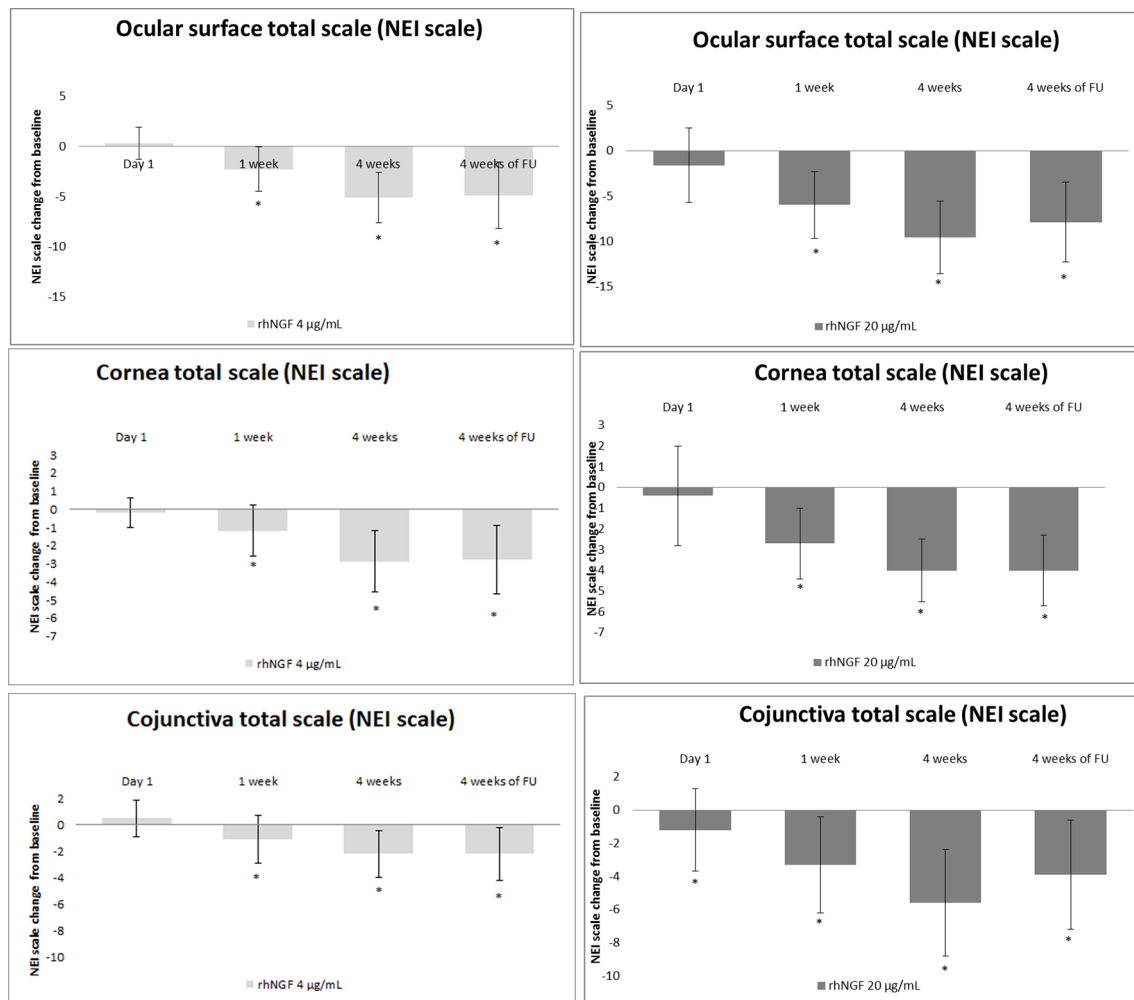 Ocular surface total scale (NEI scale)
NEI scale change from baseline
5
0
-5
-10
-15
Day 1
1 week
4 weeks
4 weeks of FU
*
*
*
rhNGF 4 µg/mL
Ocular surface total scale (NEI scale)
NEI scale change from baseline
Day 1
1 week
4 weeks
4 weeks of FU
5
0
-5
-10
-15
*
*
*
rhNGF 20 µg/mL
Cornea total scale (NEI scale)
NEI scale change from baseline
Day 1
1 week
4 weeks
4 weeks of FU
3
2
1
0
-1
-2
-3
-4
-5
-6
-7
*
*
*
rhNGF 4 µg/mL
Cornea total scale (NEI scale)
NEI scale change from baseline
Day 1
1 week
4 weeks
4 weeks of FU
3
2
1
0
-1
-2
-3
-4
-5
-6
-7
*
*
*
rhNGF 20 µg/mL
Cojunctiva total scale (NEI scale)
NEI scale change from baseline
Day 1
1 week
4 weeks
4 weeks of FU
2
0
-2
-4
-6
-8
-10
*
*
*
rhNGF 4 µg/mL
Cojunctiva total scale (NEI scale)
NEI scale change from baseline
Day 1
1 week
4 weeks
4 weeks of FU
2
0
-2
-4
-6
-8
-10
*
*
*
*
rhNGF 20 µg/mL